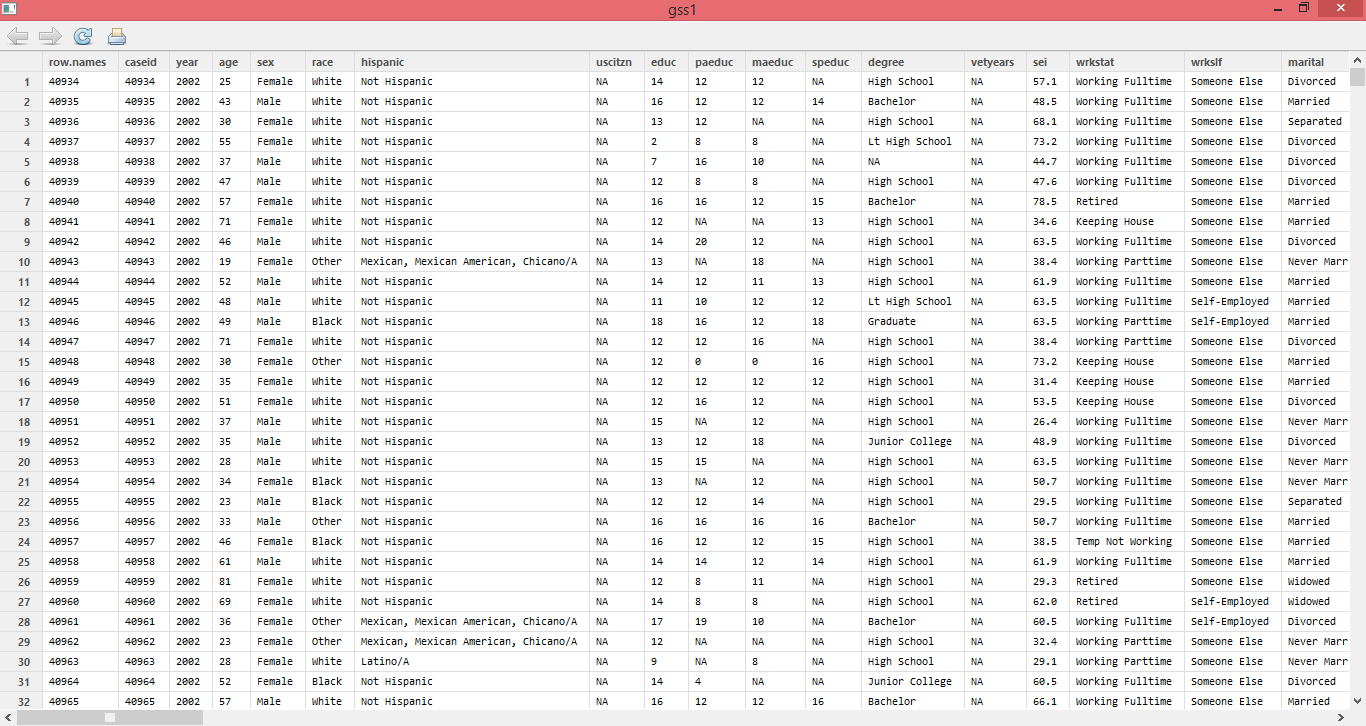 gss1
row.names caseid year age sex race hispanic uscitzn educ paeduc maeduc speduc degree vetyears sei wrkstat wrkslf marital
1 40934 40934 2002 25 Female White Not Hispanic NA 14 12 12 NA High School NA 57.1 Working Fulltime Someone Else Divorced
2 40935 40935 2002 43 Male White Not Hispanic NA 16 12 12 14 Bachelor NA 48.5 Working Fulltime Someone Else Married
3 40936 40936 2002 30 Female White Not Hispanic NA 13 12 NA NA High School NA 68.1 Working Fulltime Someone Else Separated
4 40937 40937 2002 55 Female White Not Hispanic NA 2 8 8 NA Lt High School NA 73.2 Working Fulltime Someone Else Divorced
5 40938 40938 2002 37 Male White Not Hispanic NA 7 16 10 NA NA NA 44.7 Working Fulltime Someone Else Divorced
6 40939 40939 2002 47 Male White Not Hispanic NA 12 8 8 NA High School NA 47.6 Working Fulltime Someone Else Divorced
7 40940 40940 2002 57 Female White Not Hispanic NA 16 16 12 15 Bachelor NA 78.5 Retired Someone Else Married
8 40941 40941 2002 71 Female White Not Hispanic NA 12 NA NA 13 High School NA 34.6 Keeping House Someone Else Married
9 40942 40942 2002 46 Male White Not Hispanic NA 14 20 12 NA High School NA 63.5 Working Fulltime Someone Else Divorced
10 40943 40943 2002 19 Female Other Mexican, Mexican American, Chicano/A NA 13 NA 18 NA High School NA 38.4 Working Parttime Someone Else Never Marr
11 40944 40944 2002 52 Male White Not Hispanic NA 14 12 11 13 High School NA 61.9 Working Fulltime Someone Else Married
12 40945 40945 2002 48 Male White Not Hispanic NA 11 10 12 12 Lt High School NA 63.5 Working Fulltime Self-Employed Married
13 40946 40946 2002 49 Male Black Not Hispanic NA 18 16 12 18 Graduate NA 63.5 Working Parttime Self-Employed Married
14 40947 40947 2002 71 Female White Not Hispanic NA 12 12 16 NA High School NA 38.4 Working Parttime Someone Else Divorced
15 40948 40948 2002 30 Female Other Not Hispanic NA 12 0 0 16 High School NA 73.2 Keeping House Someone Else Married
16 40949 40949 2002 35 Female White Not Hispanic NA 12 12 12 12 High School NA 31.4 Keeping House Someone Else Married
17 40950 40950 2002 51 Female White Not Hispanic NA 12 16 12 NA High School NA 53.5 Keeping House Someone Else Divorced
18 40951 40951 2002 37 Male White Not Hispanic NA 15 NA 12 NA High School NA 26.4 Working Fulltime Someone Else Never Marr
19 40952 40952 2002 35 Male White Not Hispanic NA 13 12 18 NA Junior College NA 48.9 Working Fulltime Someone Else Divorced
20 40953 40953 2002 28 Male White Not Hispanic NA 15 15 NA NA High School NA 63.5 Working Fulltime Someone Else Never Marr
21 40954 40954 2002 34 Female Black Not Hispanic NA 13 NA 12 NA High School NA 50.7 Working Fulltime Someone Else Never Marr
22 40955 40955 2002 23 Male Black Not Hispanic NA 12 12 14 NA High School NA 29.5 Working Fulltime Someone Else Separated
23 40956 40956 2002 33 Male Other Not Hispanic NA 16 16 16 16 Bachelor NA 50.7 Working Fulltime Someone Else Married
24 40957 40957 2002 46 Female Black Not Hispanic NA 16 12 12 15 High School NA 38.5 Temp Not Working Someone Else Married
25 40958 40958 2002 61 Male White Not Hispanic NA 14 14 12 14 High School NA 61.9 Working Fulltime Someone Else Married
26 40959 40959 2002 81 Female White Not Hispanic NA 12 8 11 NA High School NA 29.3 Retired Someone Else Widowed
27 40960 40960 2002 69 Female White Not Hispanic NA 14 8 8 NA High School NA 62.0 Retired Self-Employed Widowed
28 40961 40961 2002 36 Female Other Mexican, Mexican American, Chicano/A NA 17 19 10 NA Bachelor NA 60.5 Working Fulltime Self-Employed Divorced
29 40962 40962 2002 23 Female Other Mexican, Mexican American, Chicano/A NA 12 NA NA NA High School NA 32.4 Working Parttime Someone Else Never Marr
30 40963 40963 2002 28 Female White Latino/A NA 9 NA 8 NA High School NA 29.1 Working Parttime Someone Else Never Marr
31 40964 40964 2002 52 Female Black Not Hispanic NA 14 4 NA NA Junior College NA 60.5 Working Fulltime Someone Else Divorced
32 40965 40965 2002 57 Male White Not Hispanic NA 16 12 12 16 Bachelor NA 66.1 Working Fulltime Someone Else Married